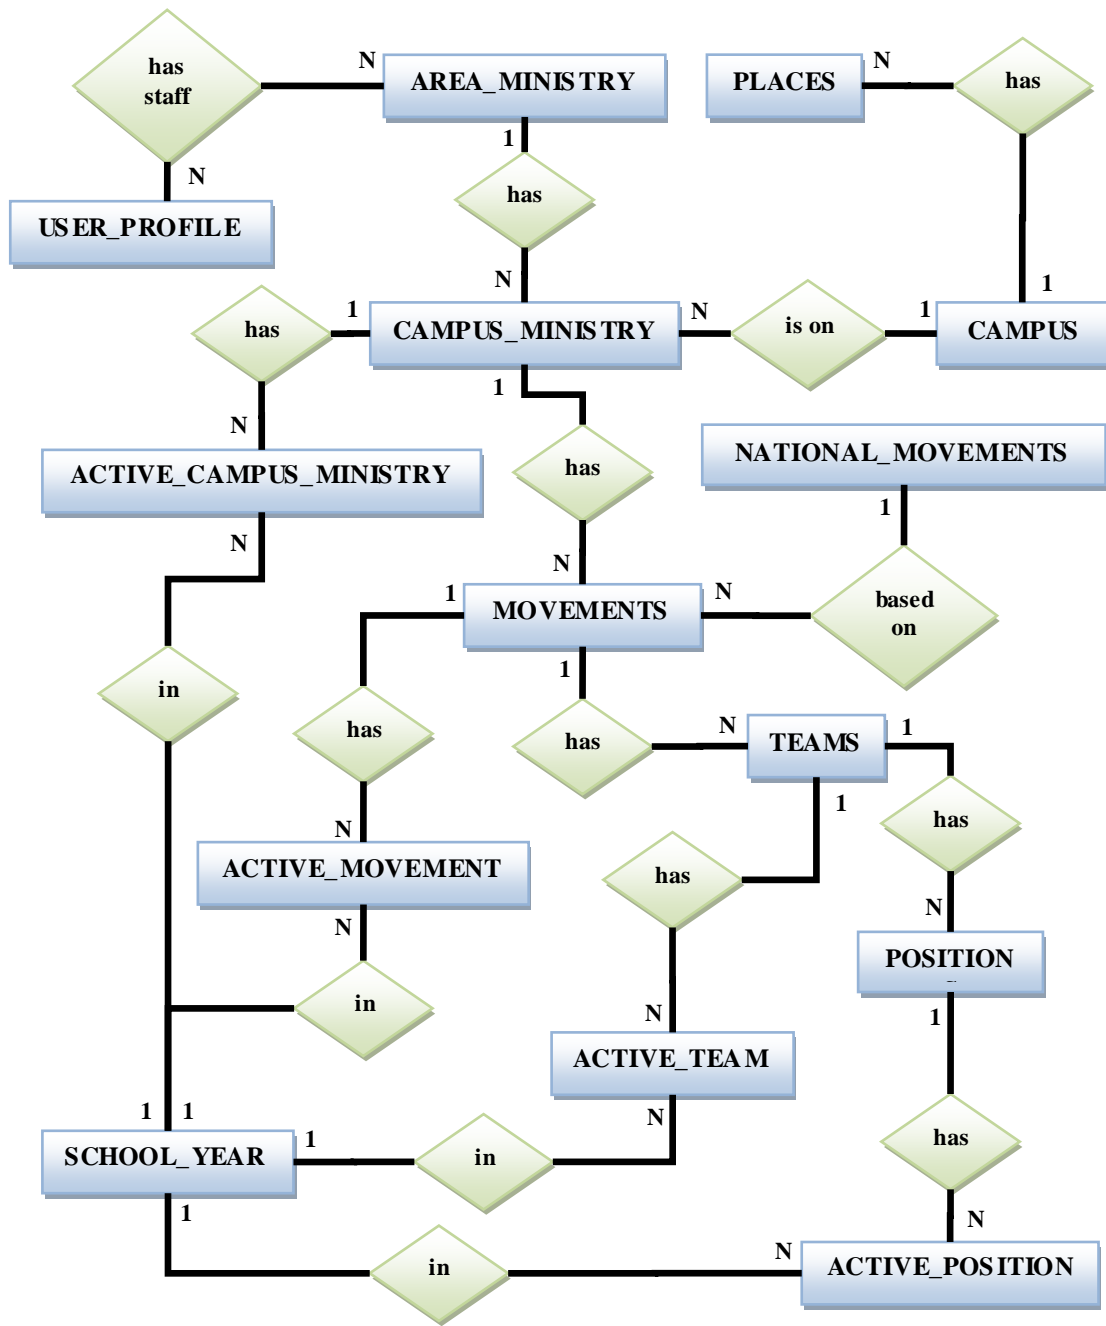 has
staff
N
AREA_MINISTRY
PLACES
N
has
1
N
USER_PROFILE
has
N
1
has
1
CAMPUS_MINISTRY
N
is on
1
CAMPUS
1
N
ACTIVE_CAMPUS_MINISTRY
has
NATIONAL_MOVEMENTS
1
N
N
1
MOVEMENTS
N
based
on
in
1
has
has
N
TEAMS
1
1
has
N
ACTIVE_MOVEMENT
has
N
N
POSITION
in
N
1
ACTIVE_TEAM
1
1
N
SCHOOL_YEAR
1
in
has
1
N
in
N
ACTIVE_POSITION